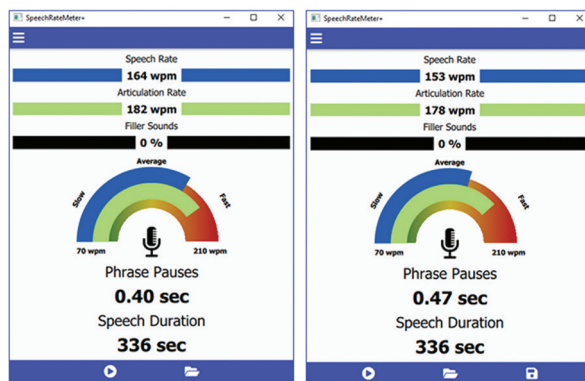 SpeechRateMeter+
Speech Rate
164 wpm
Articulation Rate
182 wpm
Filler Sounds
0 %
Average
Slow
Fast
70 wpm
210 wpm
Phrase Pauses
0.40 sec
Speech Duration
336 sec
SpeechRateMeter+
Speech Rate
153 wpm
Articulation Rate
178 wpm
Filler Sounds
0 %
Average
Slow
Fast
70 wpm
210 wpm
Phrase Pauses
0.47 sec
Speech Duration
336 sec